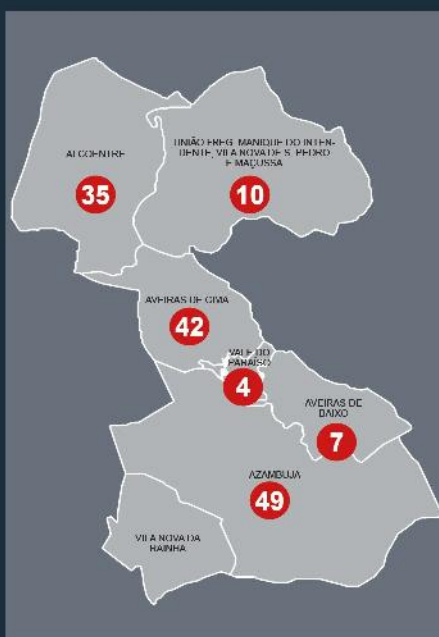 ALCOENTRE
35
UNIÃO FREG. MANIQUE DO INTEN-
DENTE, VILA NOVA DE S. PEDRO
E MAÇUSSA
10
AVEIRAS DE CIMA
42
VALE DO
PARAÍSO
4
AVEIRAS DE
BAIXO
7
AZAMBUJA
49
VILA NOVA DA
RAINHA